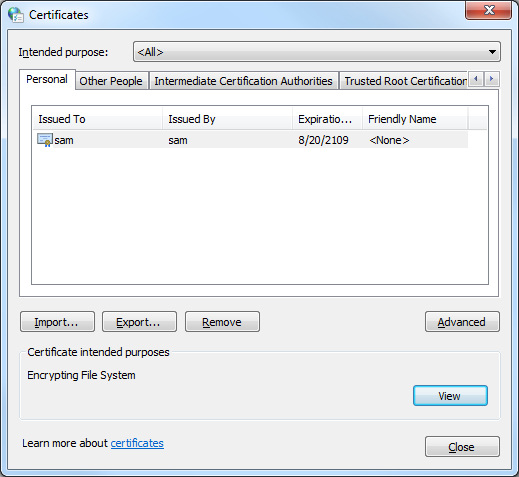 Certificates
Intended purpose: <All>
Personal Other People Intermediate Certification Authorities Trusted Root Certification
Issued To Issued By Expiratio... Friendly Name
sam sam 8/20/2109 <None>
Import... Export... Remove Advanced
Certificate intended purposes
Encrypting File System
View
Learn more about certificates
Close